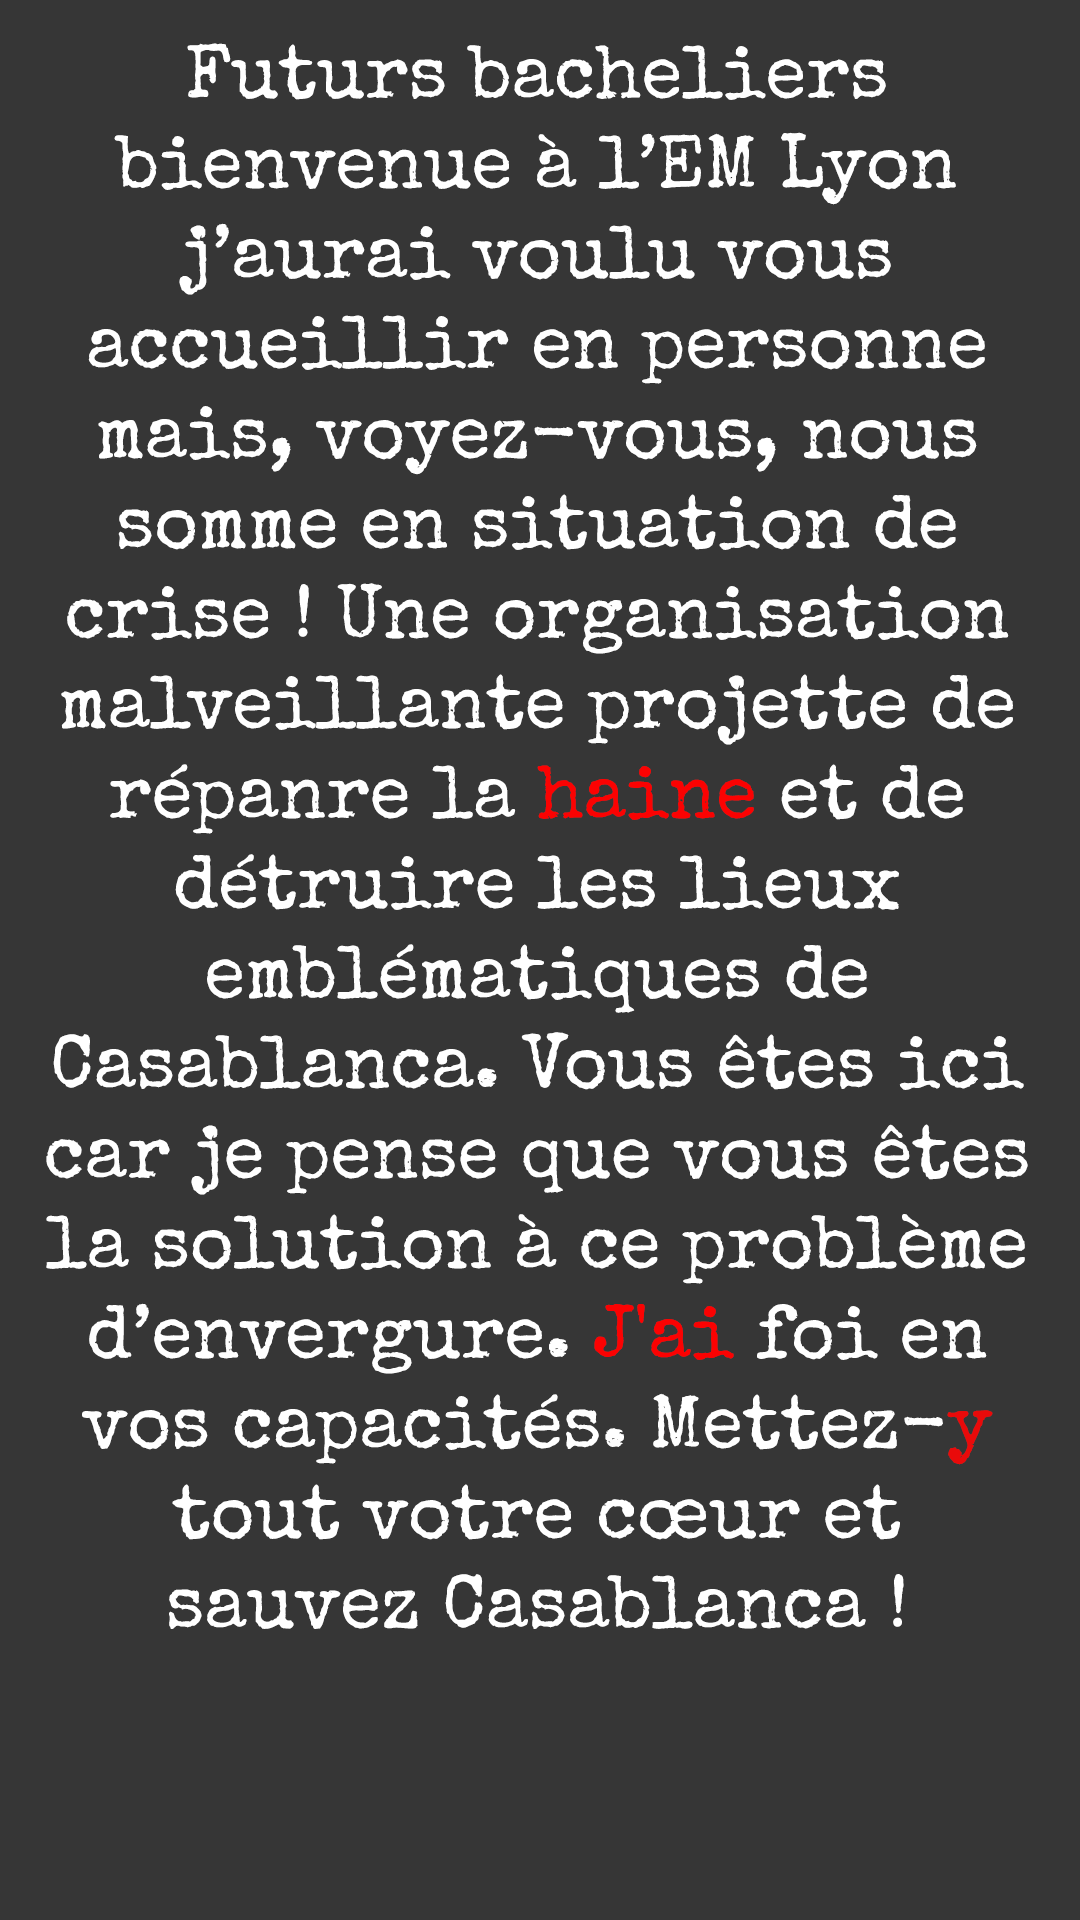 Futurs bacheliers
bienvenue à l’EM Lyon
j’aurai voulu vous
accueillir en personne
mais, voyez-vous, nous
somme en situation de
crise ! Une organisation
malveillante projette de
répanre la haine et de
détruire les lieux
emblématiques de
Casablanca. Vous êtes ici
car je pense que vous êtes
la solution à ce problème
d’envergure. J'ai foi en
vos capacités. Mettez-y
tout votre cœur et
sauvez Casablanca !